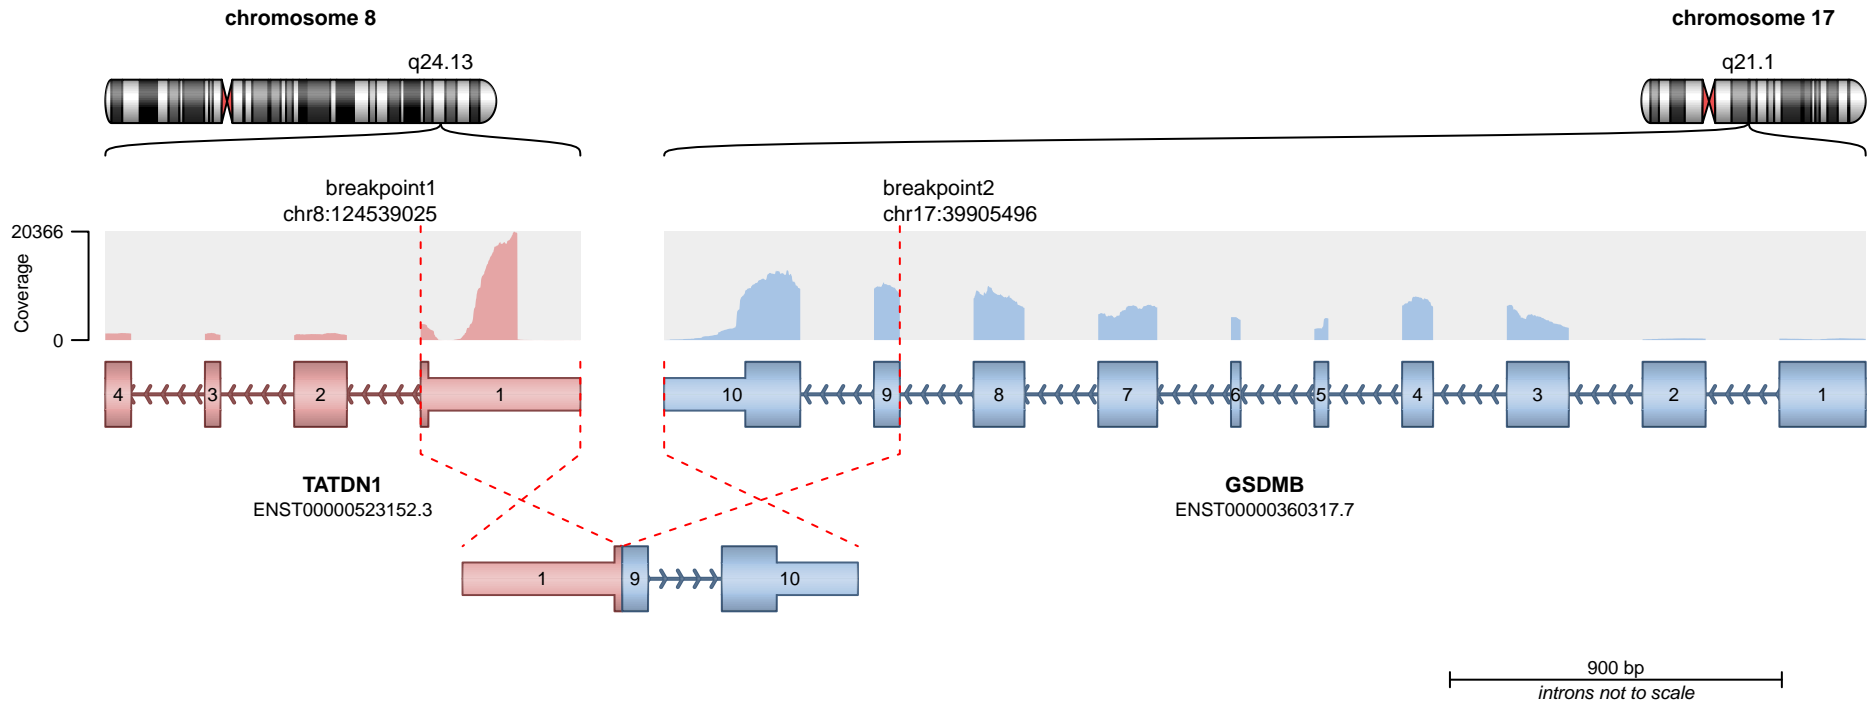 chromosome 8
chromosome 17
q24.13
q21.1
breakpoint1
chr8:124539025
breakpoint2
chr17:39905496
20366
Coverage
0
4 3 2 1
10 9 8 7 6 5 4 3 2 1
TATDN1
ENST00000523152.3
GSDMB
ENST00000360317.7
1 9 10
900 bp
introns not to scale